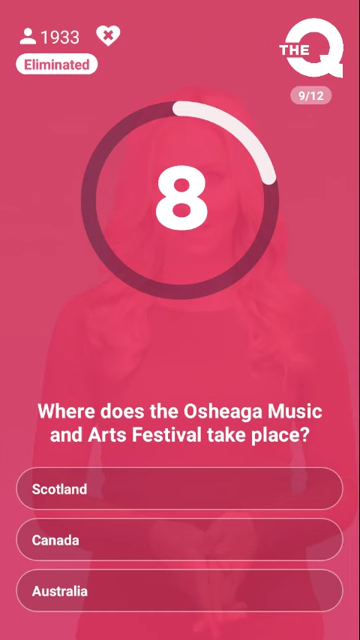 1933
Eliminated
THE Q
9/12
8
Where does the Osheaga Music
and Arts Festival take place?
Scotland
Canada
Australia